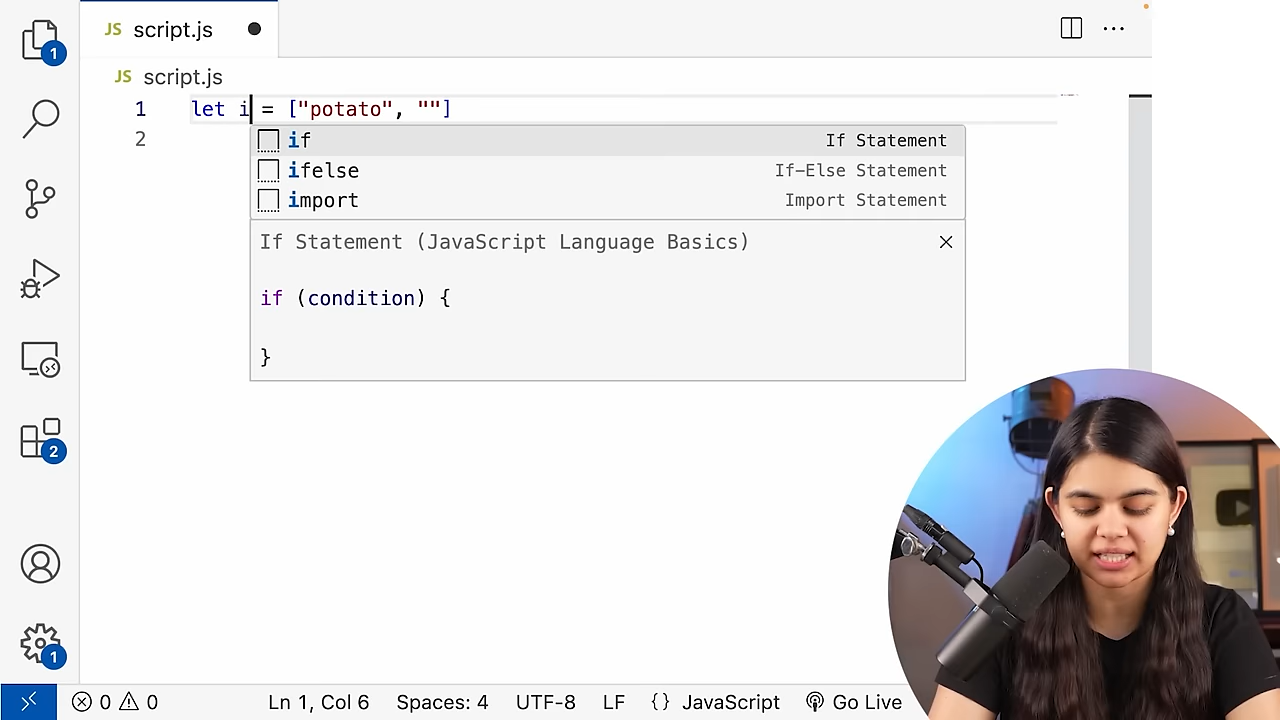 1
JS script.js
JS script.js
1 let i = ["potato", ""]
2
if If Statement
ifelse If-Else Statement
import Import Statement
If Statement (JavaScript Language Basics)
if (condition) {
}
2
1
0 0 Ln 1, Col 6 Spaces: 4 UTF-8 LF {} JavaScript Go Live